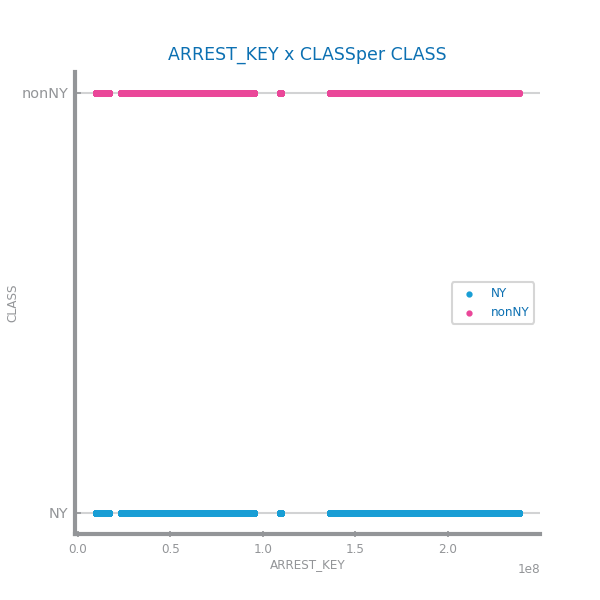 ARREST_KEY x CLASSper CLASS
nonNY
CLASS
NY
nonNY
NY
0.0 0.5 1.0 1.5 2.0
ARREST_KEY
1e8